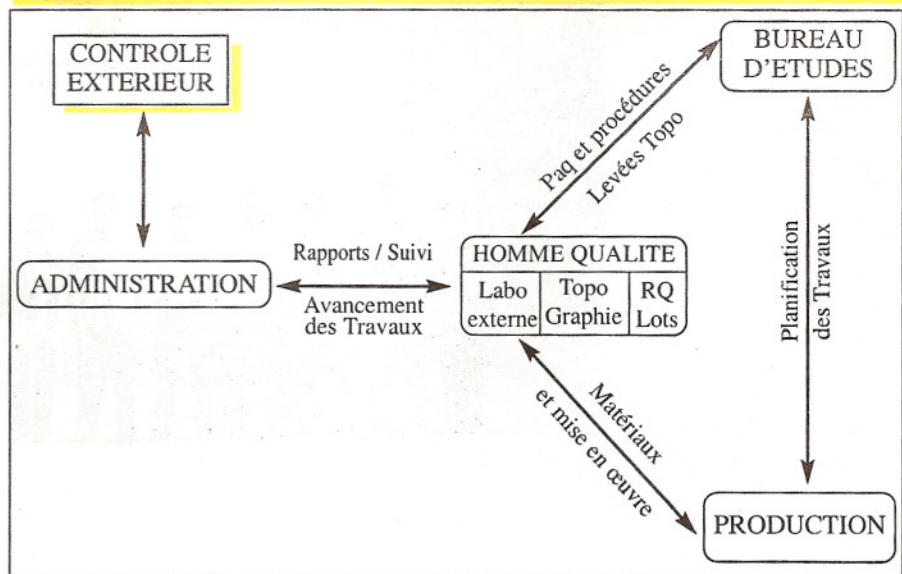 CONTROLE
EXTERIEUR
BUREAU
D'ETUDES
Paq et procédures
Levées Topo
ADMINISTRATION
Rapports / Suivi
Avancement
des Travaux
HOMME QUALITE
Labo
externe
Topo
Graphie
RQ
Lots
Planification
des Travaux
Matériaux
et mise en œuvre
PRODUCTION